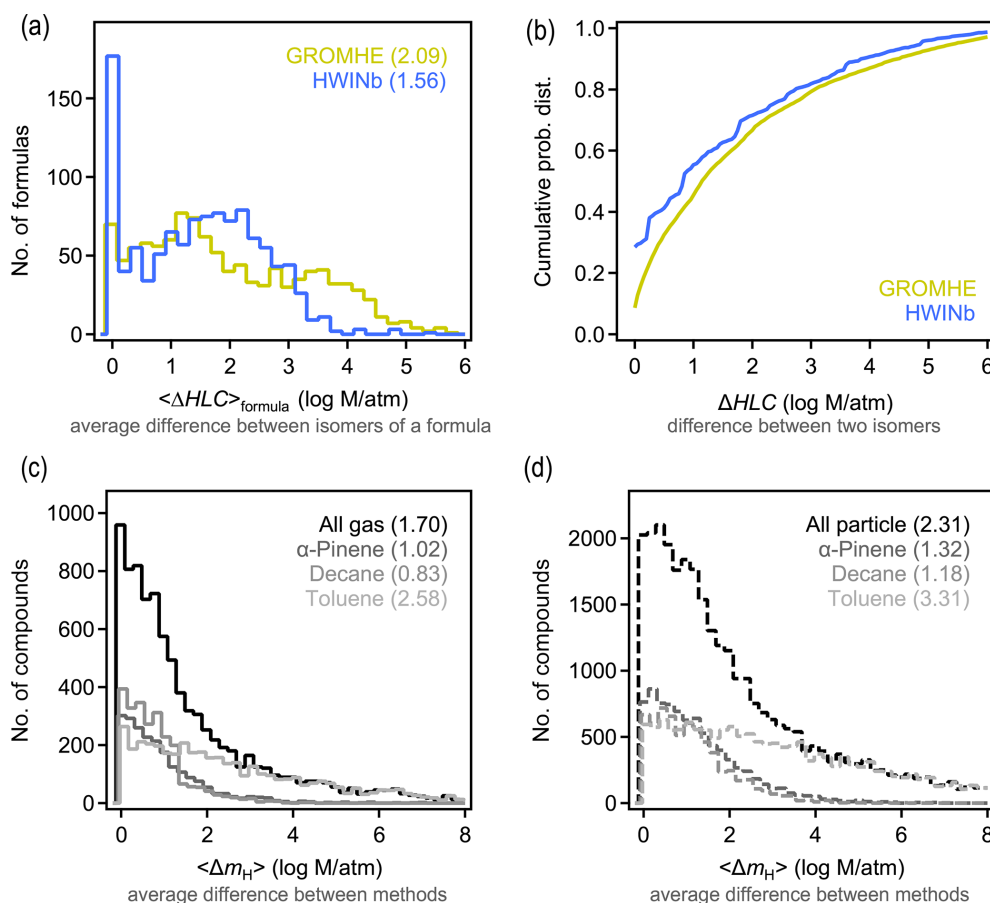 (a)
GROMHE (2.09)
HWINb (1.56)
No. of formulas
150
100
50
0
0 1 2 3 4 5 6
<ΔHLC>formula (log M/atm)
average difference between isomers of a formula
(b)
Cumulative prob. dist.
1.0
0.8
0.6
0.4
0.2
0.0
GROMHE
HWINb
0 1 2 3 4 5 6
ΔHLC (log M/atm)
difference between two isomers
(c)
All gas (1.70)
α-Pinene (1.02)
Decane (0.83)
Toluene (2.58)
No. of compounds
1000
800
600
400
200
0
0 2 4 6 8
<ΔmH> (log M/atm)
average difference between methods
(d)
All particle (2.31)
α-Pinene (1.32)
Decane (1.18)
Toluene (3.31)
No. of compounds
2000
1500
1000
500
0
0 2 4 6 8
<ΔmH> (log M/atm)
average difference between methods